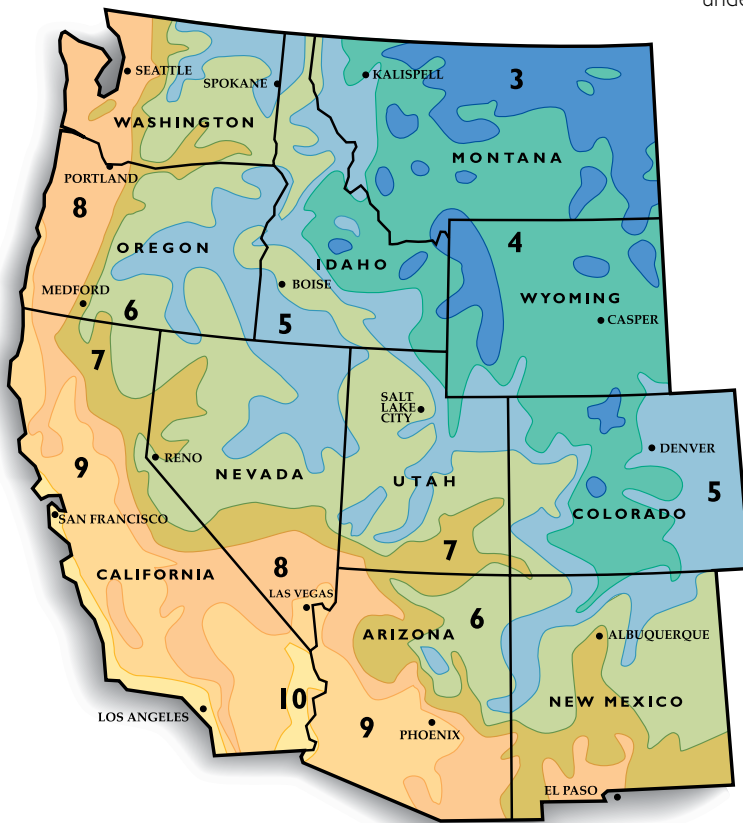 unde
SEATTLE
SPOKANE
KALISPELL
3
WASHINGTON
MONTANA
PORTLAND
8
4
OREGON
IDAHO
MEDFORD
6
BOISE
5
WYOMING
CASPER
7
SALT
LAKE
CITY
DENVER
9
RENO
NEVADA
UTAH
5
COLORADO
SAN FRANCISCO
7
CALIFORNIA
8
LAS VEGAS
ARIZONA
6
ALBUQUERQUE
10
NEW MEXICO
LOS ANGELES
9
PHOENIX
EL PASO